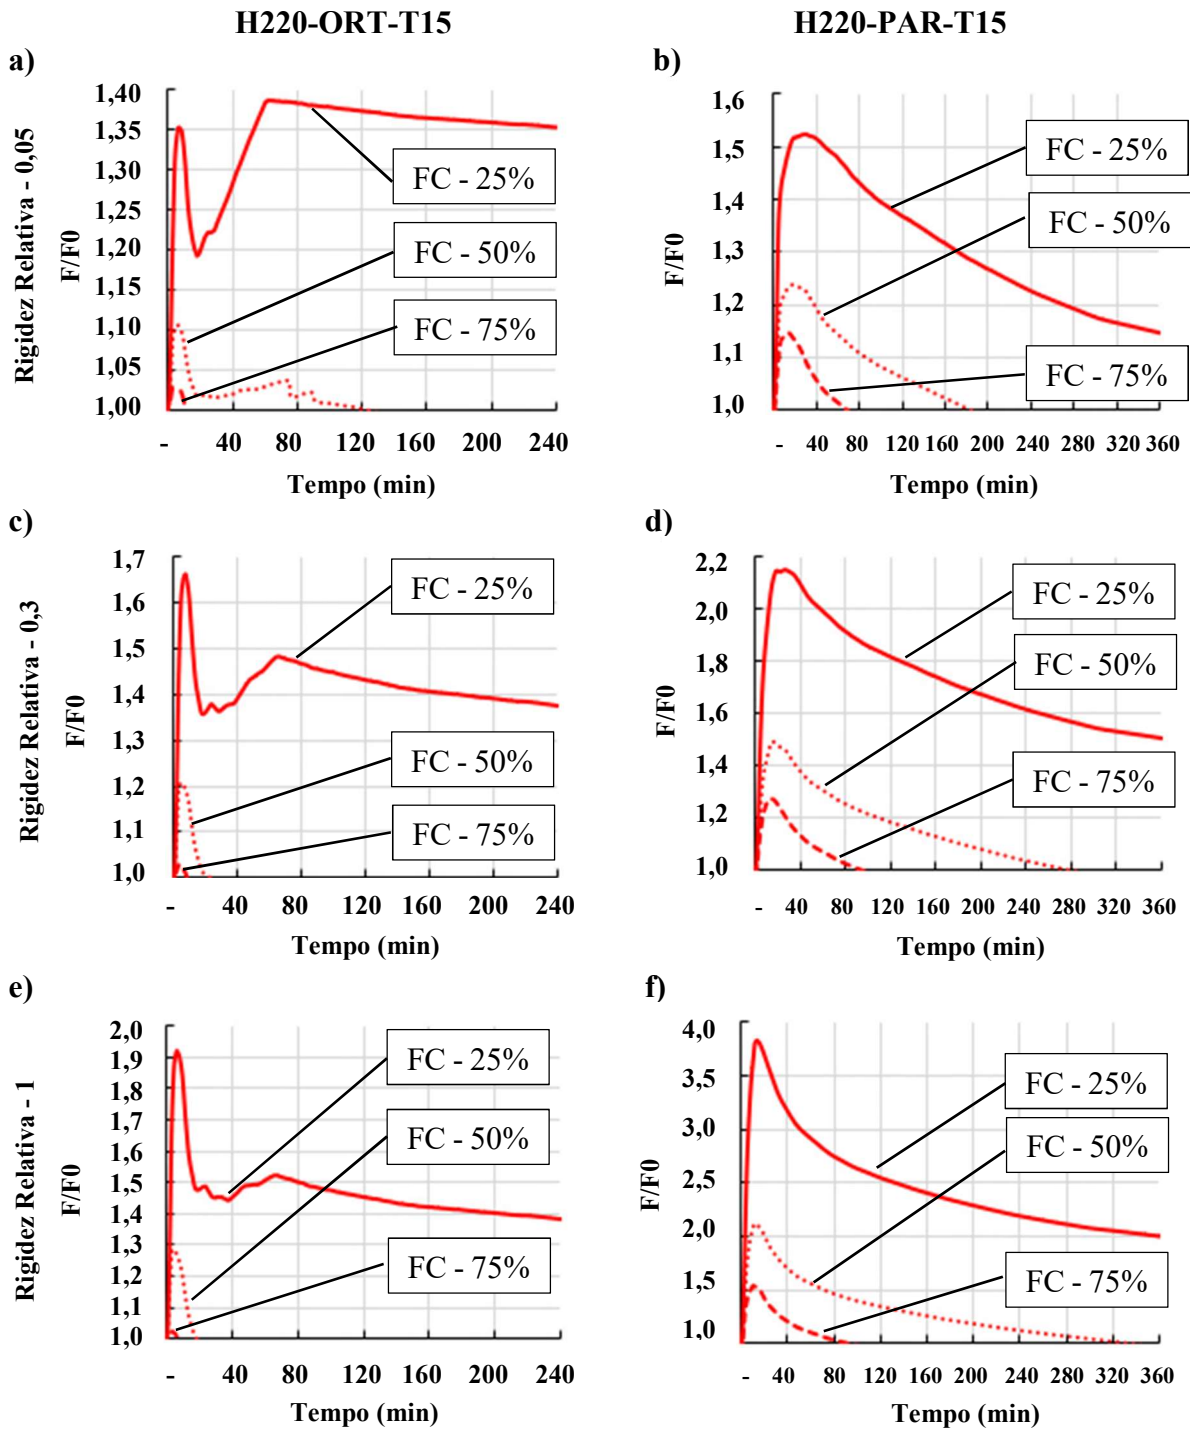 H220-ORT-T15
H220-PAR-T15
a)
Rigidez Relativa - 0,05
F/F0
1,40
1,35
1,30
1,25
1,20
1,15
1,10
1,05
1,00
FC - 25%
FC - 50%
FC - 75%
- 40 80 120 160 200 240
Tempo (min)
b)
F/F0
1,6
1,5
1,4
1,3
1,2
1,1
1,0
FC - 25%
FC - 50%
FC - 75%
- 40 80 120 160 200 240 280 320 360
Tempo (min)
c)
Rigidez Relativa - 0,3
F/F0
1,7
1,6
1,5
1,4
1,3
1,2
1,1
1,0
FC - 25%
FC - 50%
FC - 75%
- 40 80 120 160 200 240
Tempo (min)
d)
F/F0
2,2
2,0
1,8
1,6
1,4
1,2
1,0
FC - 25%
FC - 50%
FC - 75%
- 40 80 120 160 200 240 280 320 360
Tempo (min)
e)
Rigidez Relativa - 1
F/F0
2,0
1,9
1,8
1,7
1,6
1,5
1,4
1,3
1,2
1,1
1,0
FC - 25%
FC - 50%
FC - 75%
- 40 80 120 160 200 240
Tempo (min)
f)
F/F0
4,0
3,5
3,0
2,5
2,0
1,5
1,0
FC - 25%
FC - 50%
FC - 75%
- 40 80 120 160 200 240 280 320 360
Tempo (min)